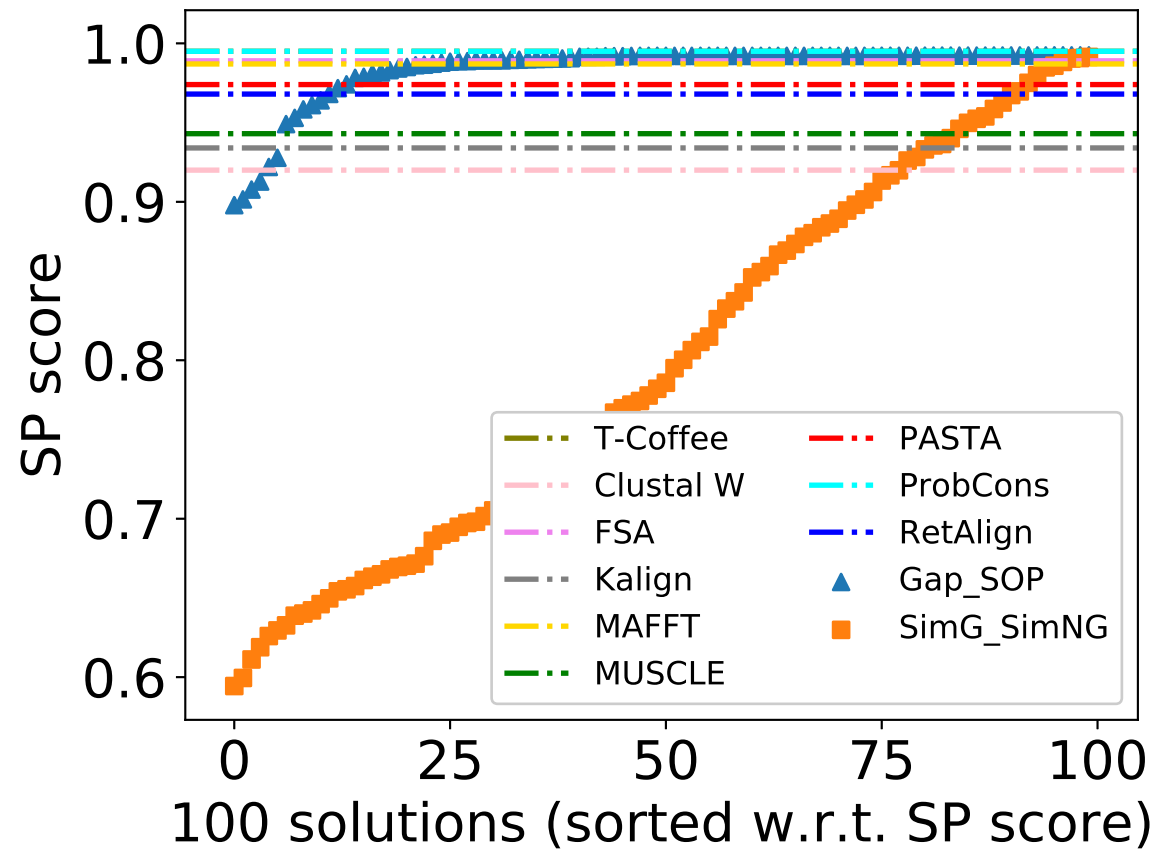 1.0
0.9
0.8
0.7
0.6
SP score
T-Coffee
Clustal W
FSA
Kalign
MAFFT
MUSCLE
PASTA
ProbCons
RetAlign
Gap_SOP
SimG_SimNG
0 25 50 75 100
100 solutions (sorted w.r.t. SP score)